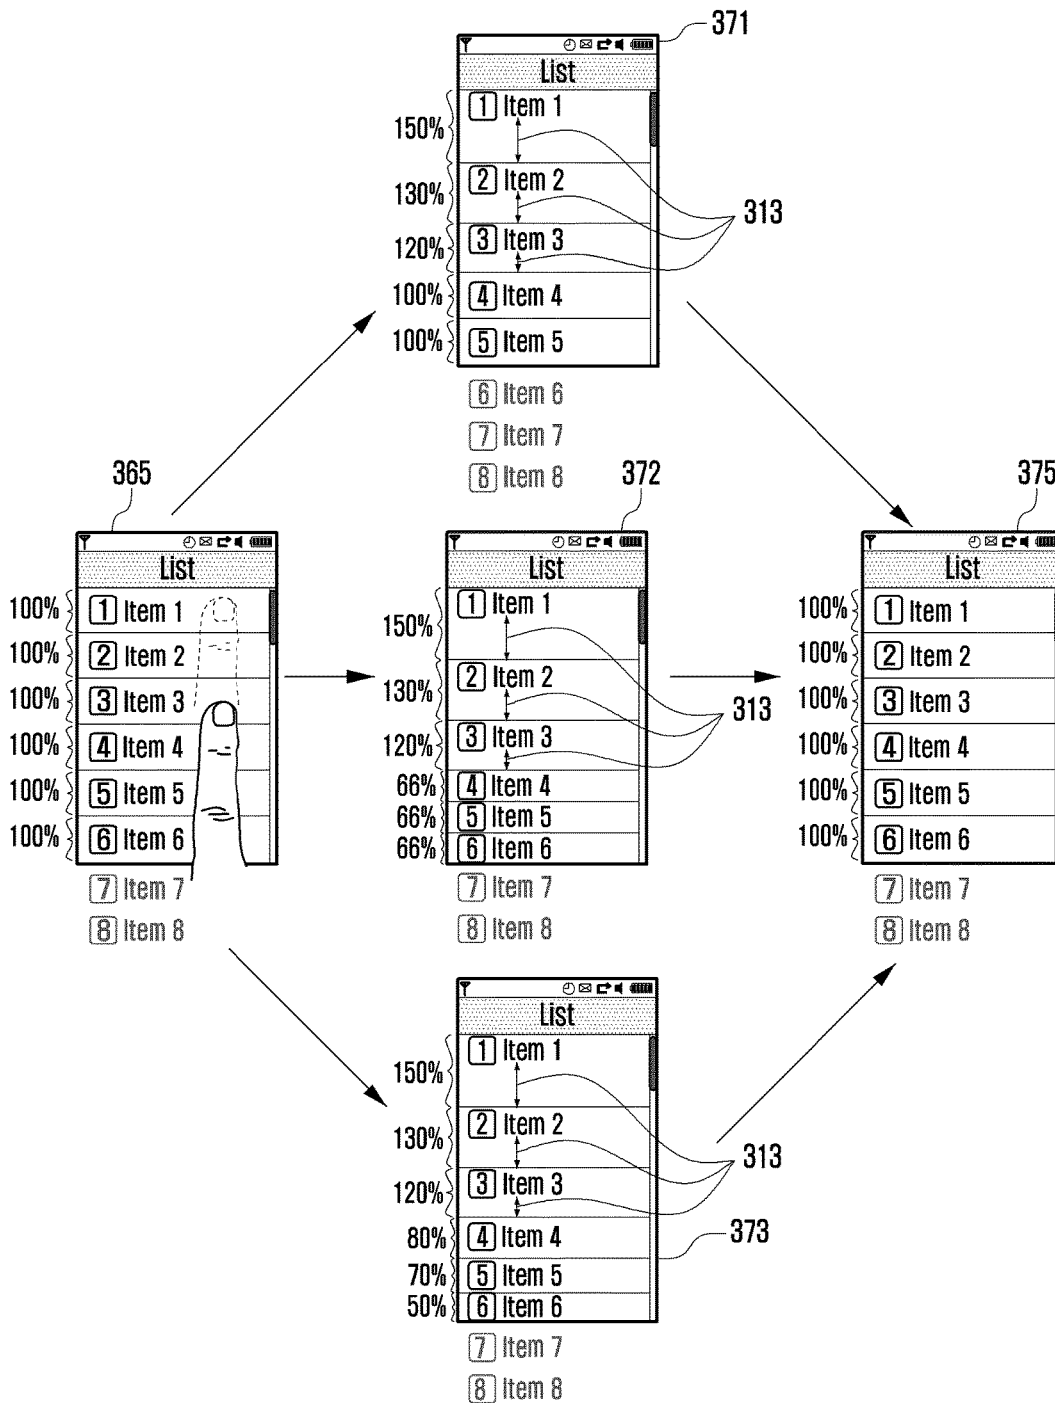 371
List
150% 1 Item 1
130% 2 Item 2
313
120% 3 Item 3
100% 4 Item 4
100% 5 Item 5
6 Item 6
7 Item 7
8 Item 8
365
List
100% 1 Item 1
100% 2 Item 2
100% 3 Item 3
100% 4 Item 4
100% 5 Item 5
100% 6 Item 6
7 Item 7
8 Item 8
372
List
150% 1 Item 1
130% 2 Item 2
313
120% 3 Item 3
66% 4 Item 4
66% 5 Item 5
66% 6 Item 6
7 Item 7
8 Item 8
375
List
100% 1 Item 1
100% 2 Item 2
100% 3 Item 3
100% 4 Item 4
100% 5 Item 5
100% 6 Item 6
7 Item 7
8 Item 8
List
150% 1 Item 1
130% 2 Item 2
313
120% 3 Item 3
373
80% 4 Item 4
70% 5 Item 5
50% 6 Item 6
7 Item 7
8 Item 8